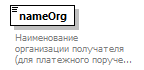 nameOrg
Наименование
организации получателя
(для платежного поруче...